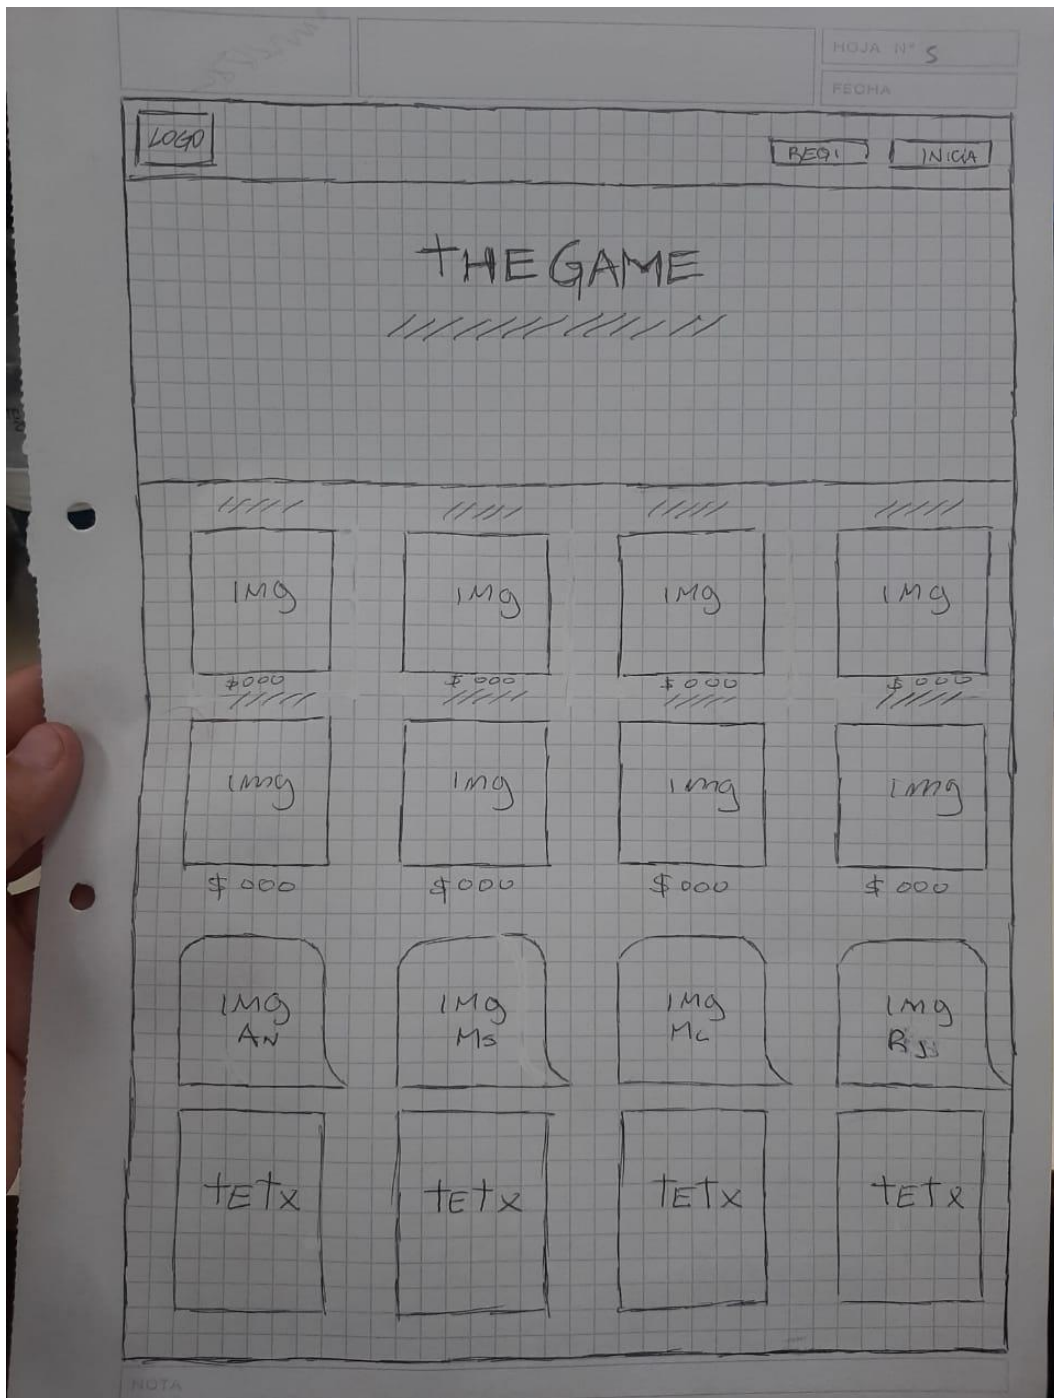 HOJA N° 5
FECHA
LOGO
REGI INICIA
THE GAME
IMg IMg IMg IMg
$000 $000 $000 $000
Img Img Img Img
$000 $000 $000 $000
IMg IMg IMg IMg
AN Ms Mc
tETx tETx tETx tETx
NOTA